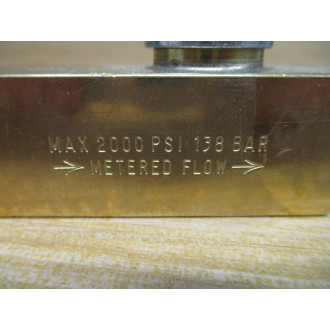 MAX 2000 PSI 138 BAR
→ METERED FLOW →